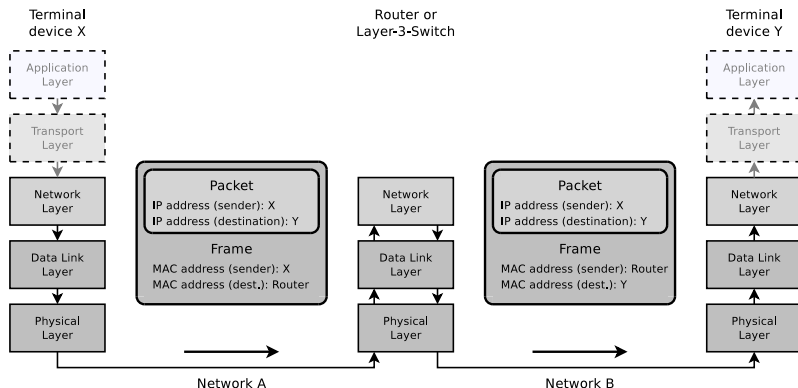 Terminal
device X
Router or
Layer-3-Switch
Terminal
device Y
Application
Layer
Transport
Layer
Network
Layer
Data Link
Layer
Physical
Layer
Packet
IP address (sender): X
IP address (destination): Y
Frame
MAC address (sender): X
MAC address (dest.): Router
Network
Layer
Data Link
Layer
Physical
Layer
Packet
IP address (sender): X
IP address (destination): Y
Frame
MAC address (sender): Router
MAC address (dest.): Y
Application
Layer
Transport
Layer
Network
Layer
Data Link
Layer
Physical
Layer
Network A
Network B